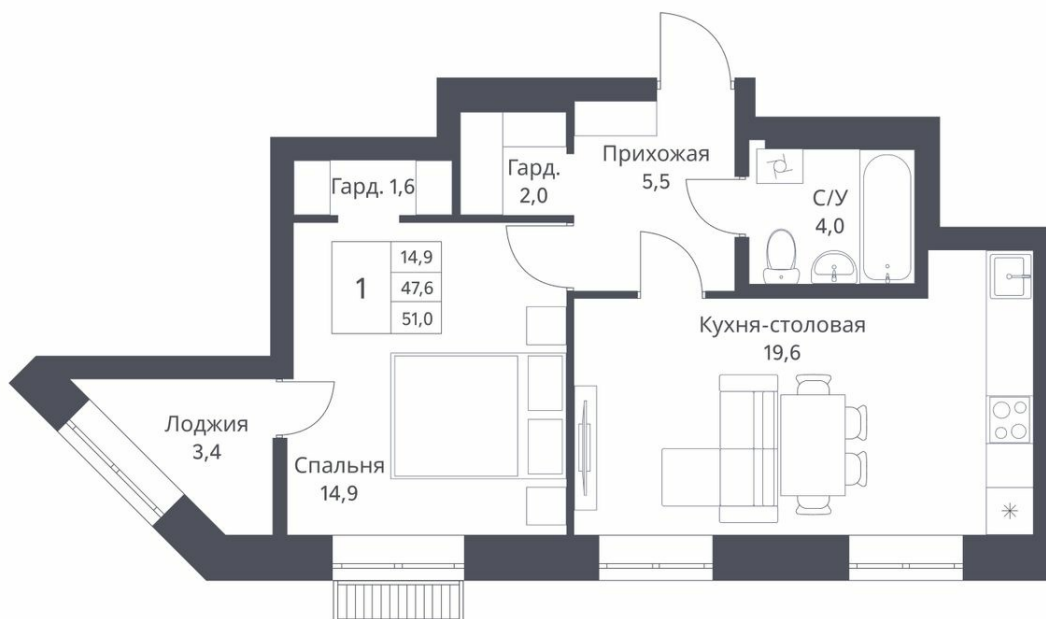 Прихожая
5,5
Гард.
2,0
Гард. 1,6
С/У
4,0
1
14,9
47,6
51,0
Кухня-столовая
19,6
Лоджия
3,4
Спальня
14,9